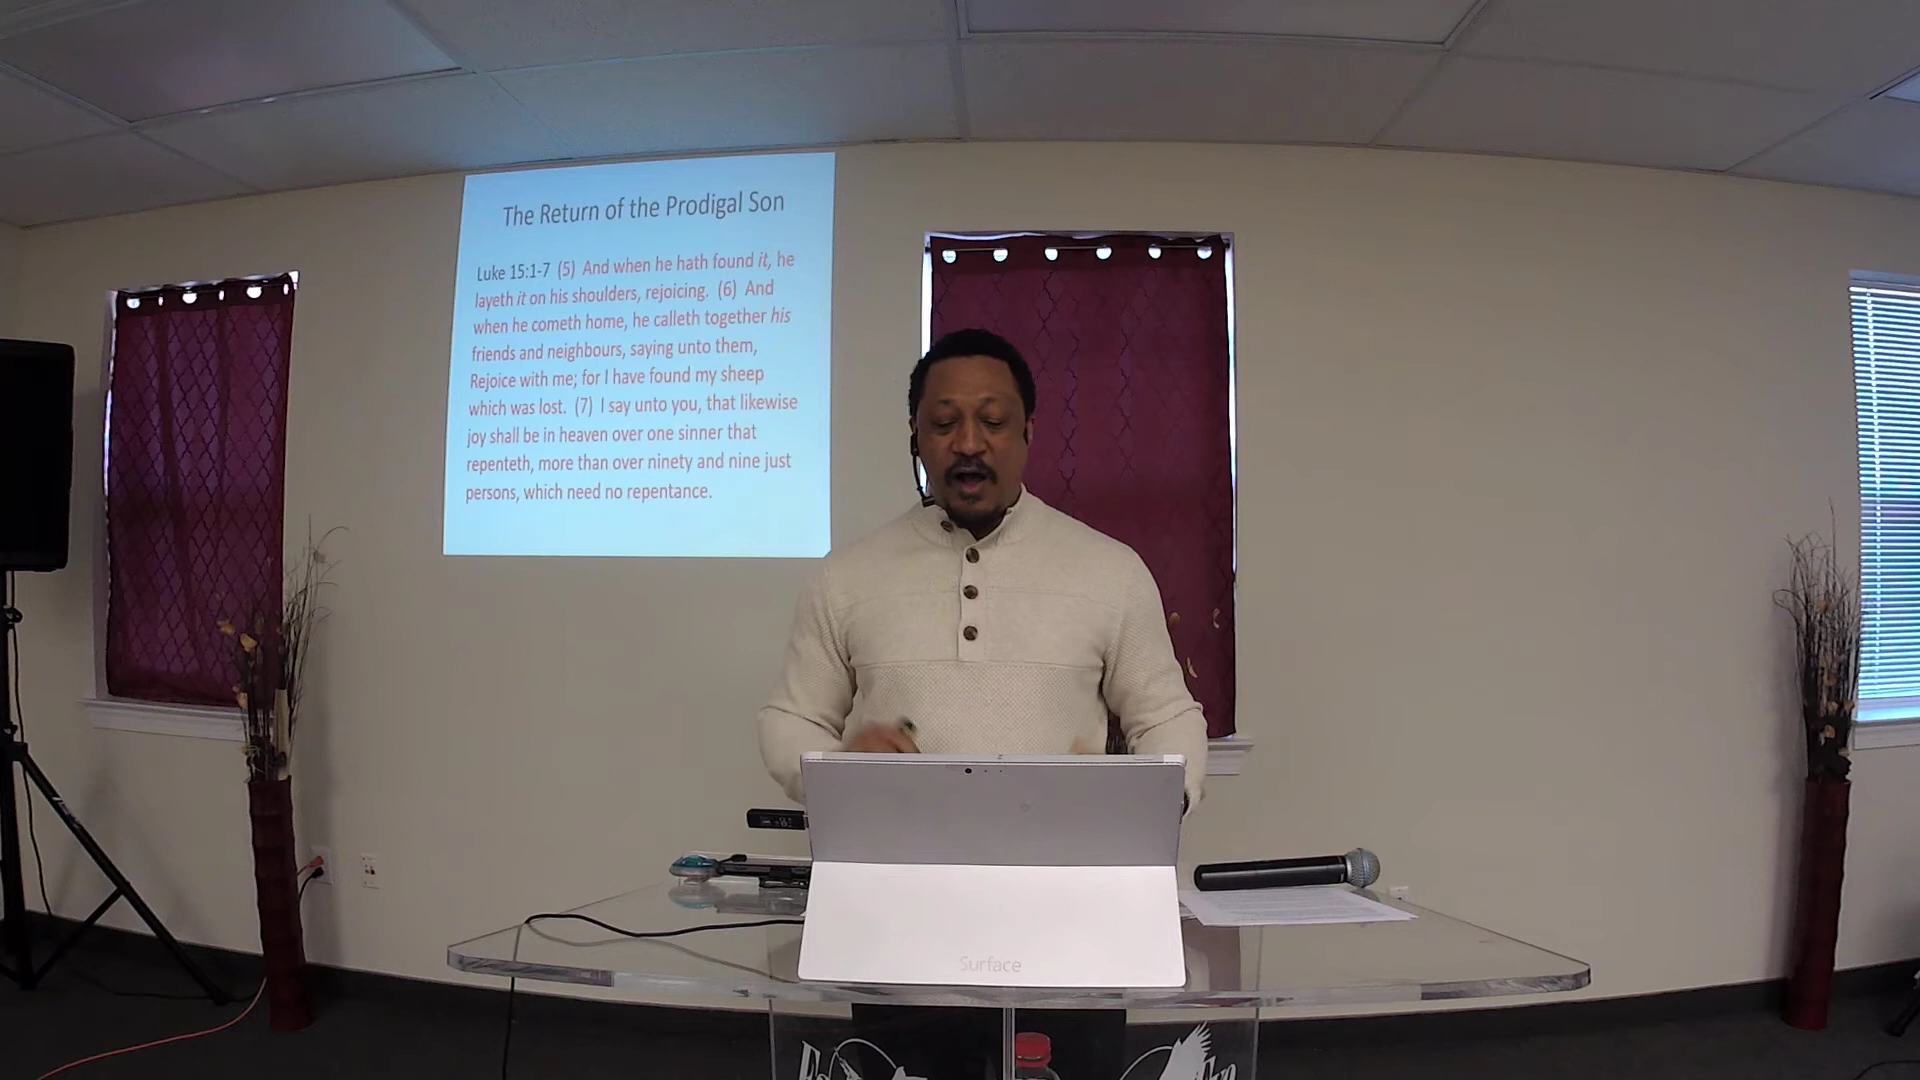 The Return of the Prodigal Son
Luke 15:1-7 (5) And when he hath found it, he
layeth it on his shoulders, rejoicing. (6) And
when he cometh home, he calleth together his
friends and neighbours, saying unto them,
Rejoice with me; for I have found my sheep
which was lost. (7) I say unto you, that likewise
joy shall be in heaven over one sinner that
repenteth, more than over ninety and nine just
persons, which need no repentance.
Surface